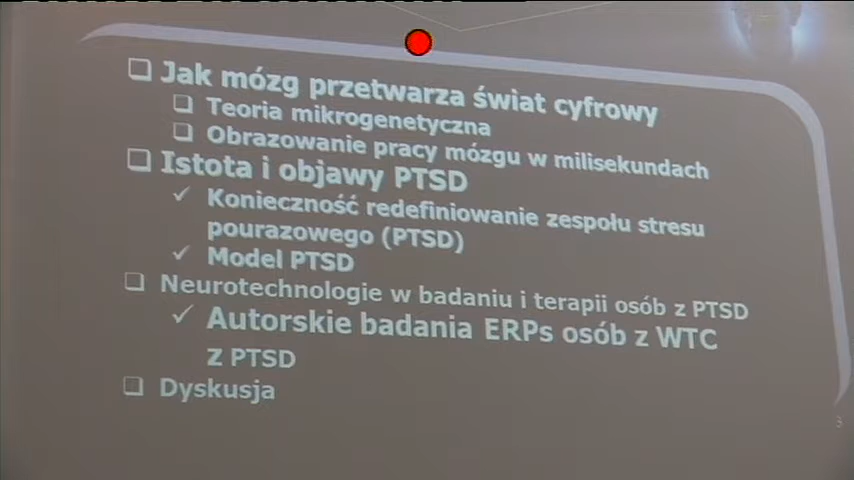 Jak mózg przetwarza świat cyfrowy
Teoria mikrogenetyczna
Obrazowanie pracy mózgu w milisekundach
Istota i objawy PTSD
Konieczność redefiniowanie zespołu stresu
pourazowego (PTSD)
Model PTSD
Neurotechnologie w badaniu i terapii osób z PTSD
Autorskie badania ERPs osób z WTC
z PTSD
Dyskusja
3